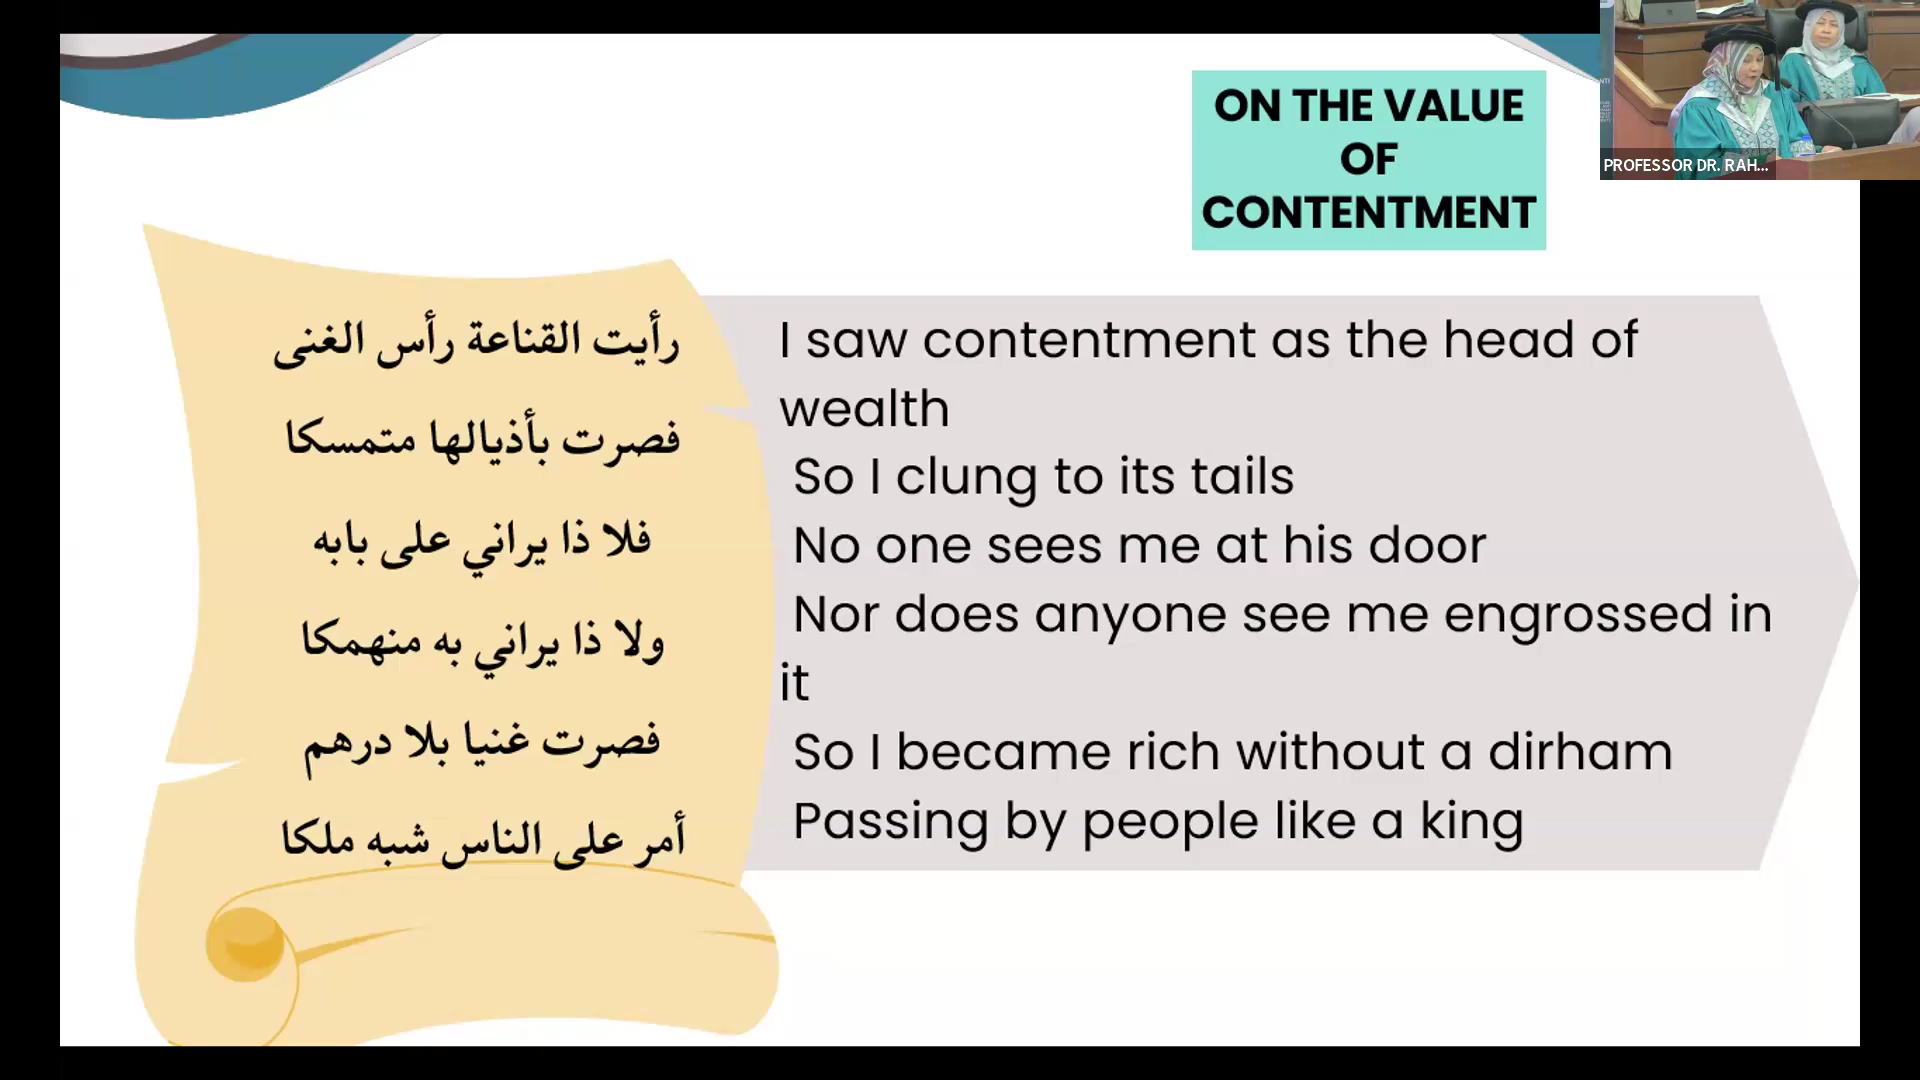 ON THE VALUE
OF
CONTENTMENT
PROFESSOR DR. RAH...
رأيت القناعة رأس الغنى
فصرت بأذيالها متمسكا
فلا ذا يراني على بابه
ولا ذا يراني به منهمكا
فصرت غنيا بلا درهم
أمر على الناس شبه ملكا
I saw contentment as the head of
wealth
So I clung to its tails
No one sees me at his door
Nor does anyone see me engrossed in
it
So I became rich without a dirham
Passing by people like a king